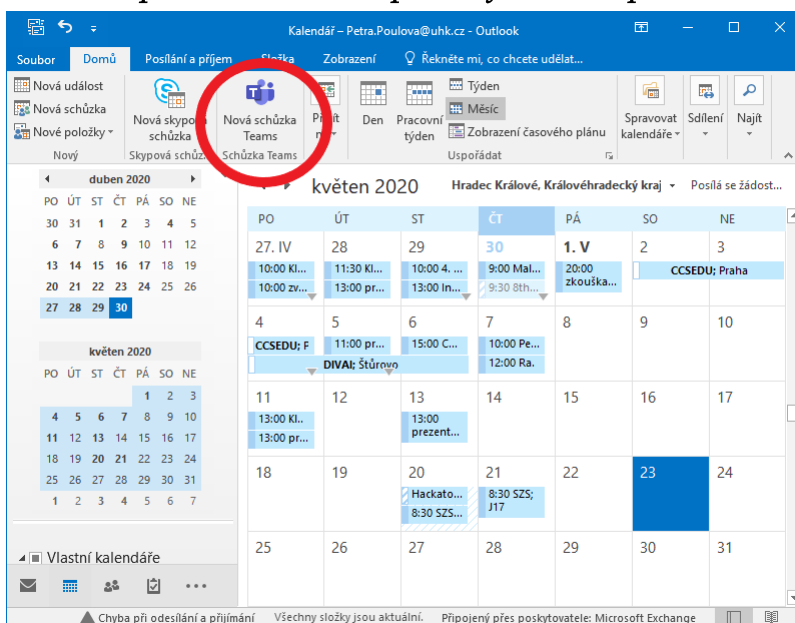 Kalendář – Petra.Poulova@uhk.cz - Outlook
Soubor Domů Posílání a příjem Složka Zobrazení Řekněte mi, co chcete udělat...
Nová událost
Nová schůzka
Nové položky
Nový
Nová skypová schůzka
Skypová schůz
Nová schůzka Teams
Schůzka Teams
Den
Pracovní týden
Týden
Měsíc
Zobrazení časového plánu
Uspořádat
Spravovat kalendáře
Sdílení
Najít
duben 2020
PO ÚT ST ČT PÁ SO NE
30 31 1 2 3 4 5
6 7 8 9 10 11 12
13 14 15 16 17 18 19
20 21 22 23 24 25 26
27 28 29 30
květen 2020
PO ÚT ST ČT PÁ SO NE
1 2 3
4 5 6 7 8 9 10
11 12 13 14 15 16 17
18 19 20 21 22 23 24
25 26 27 28 29 30 31
1 2 3 4 5 6 7
Vlastní kalendáře
květen 2020 Hradec Králové, Královéhradecký kraj Posílá se žádost...
PO ÚT ST ČT PÁ SO NE
27. IV 28 29 30 1. V 2 3
10:00 Kl... 11:30 Kl... 10:00 4. ... 9:00 Mal... 20:00 zkouška... CCSEDU; Praha
10:00 zv... 13:00 pr... 13:00 In... 9:30 8th...
4 5 6 7 8 9 10
CCSEDU; F 11:00 pr... 15:00 C... 10:00 Pe...
DIVAI; Štúrovo 12:00 Ra.
11 12 13 14 15 16 17
13:00 Kl.. 13:00 prezent...
13:00 pr...
18 19 20 21 22 23 24
Hackato... 8:30 SZS; J17
8:30 SZS...
25 26 27 28 29 30 31
Chyba při odesílání a přijímání Všechny složky jsou aktuální. Připojený přes poskytovatele: Microsoft Exchange